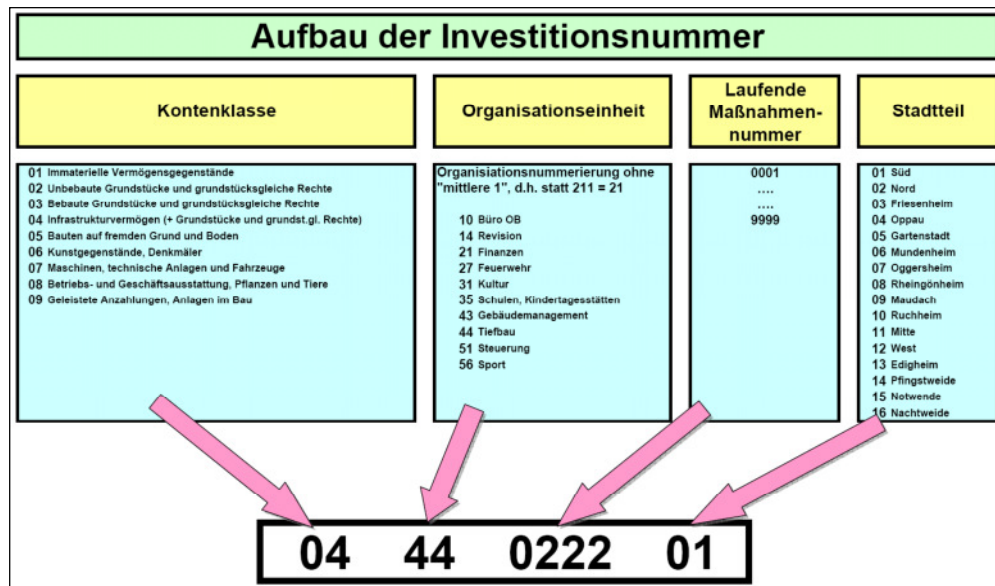 Aufbau der Investitionsnummer
Kontenklasse
01 Immaterielle Vermögensgegenstände
02 Unbebaute Grundstücke und grundstücksgleiche Rechte
03 Bebaute Grundstücke und grundstücksgleiche Rechte
04 Infrastrukturvermögen (+ Grundstücke und grundst.gl. Rechte)
05 Bauten auf fremden Grund und Boden
06 Kunstgegenstände, Denkmäler
07 Maschinen, technische Anlagen und Fahrzeuge
08 Betriebs- und Geschäftsausstattung, Pflanzen und Tiere
09 Geleistete Anzahlungen, Anlagen im Bau
Organisationseinheit
Organisiationsnummerierung ohne
"mittlere 1", d.h. statt 211 = 21
10 Büro OB
14 Revision
21 Finanzen
27 Feuerwehr
31 Kultur
35 Schulen, Kindertagesstätten
43 Gebäudemanagement
44 Tiefbau
51 Steuerung
56 Sport
Laufende
Maßnahmen-
nummer
0001
....
....
9999
Stadtteil
01 Süd
02 Nord
03 Friesenheim
04 Oppau
05 Gartenstadt
06 Mundenheim
07 Oggersheim
08 Rheingönheim
09 Maudach
10 Ruchheim
11 Mitte
12 West
13 Edigheim
14 Pfingstweide
15 Notwende
16 Nachtweide
04 44 0222 01